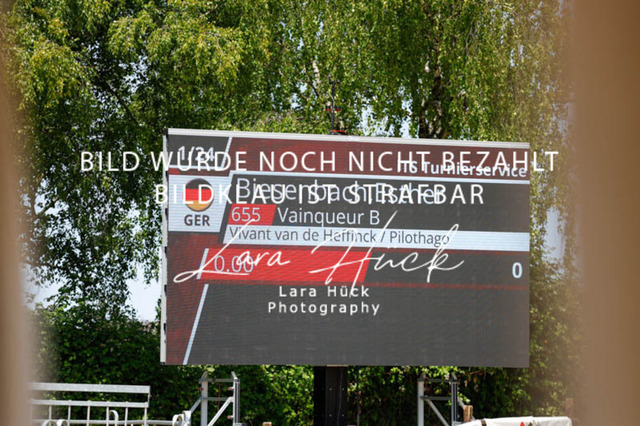 1/34
TS Turnierservice
BILD WURDE NOCH NICHT BEZAHLT
BILDKLAU IST STRAFBAR
GER
655 Vainqueur B
Vivant van de Heffinck / Pilothago
0.00
0
Lara Hück
Lara Hück
Photography